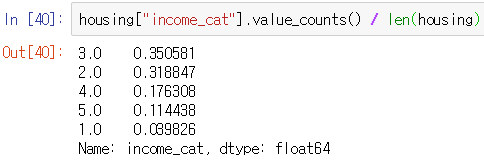 In [40]: housing["income_cat"].value_counts() / len(housing)
Out[40]: 3.0    0.350581
2.0    0.318847
4.0    0.176308
5.0    0.114438
1.0    0.039826
Name: income_cat, dtype: float64